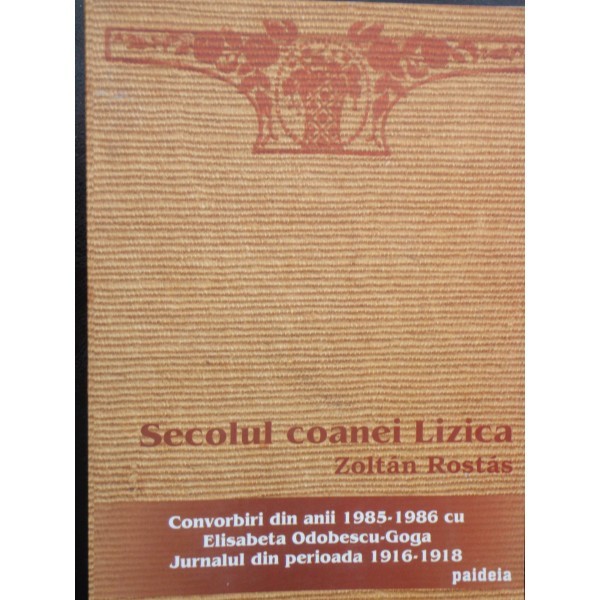 Secolul coanei Lizica
Zoltán Rostás
Convorbiri din anii 1985-1986 cu
Elisabeta Odobescu-Goga
Jurnalul din perioada 1916-1918
paideia